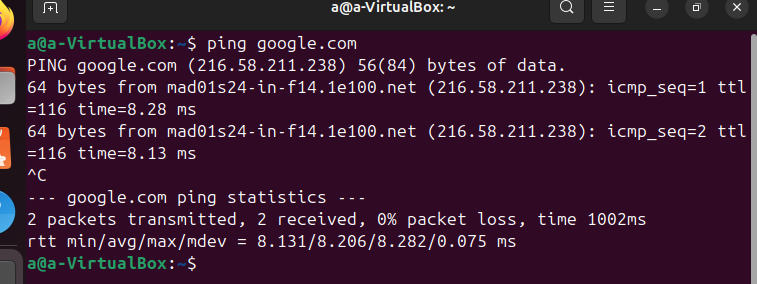 a@a-VirtualBox: ~
a@a-VirtualBox:~$ ping google.com
PING google.com (216.58.211.238) 56(84) bytes of data.
64 bytes from mad01s24-in-f14.1e100.net (216.58.211.238): icmp_seq=1 ttl
=116 time=8.28 ms
64 bytes from mad01s24-in-f14.1e100.net (216.58.211.238): icmp_seq=2 ttl
=116 time=8.13 ms
^C
--- google.com ping statistics ---
2 packets transmitted, 2 received, 0% packet loss, time 1002ms
rtt min/avg/max/mdev = 8.131/8.206/8.282/0.075 ms
a@a-VirtualBox:~$